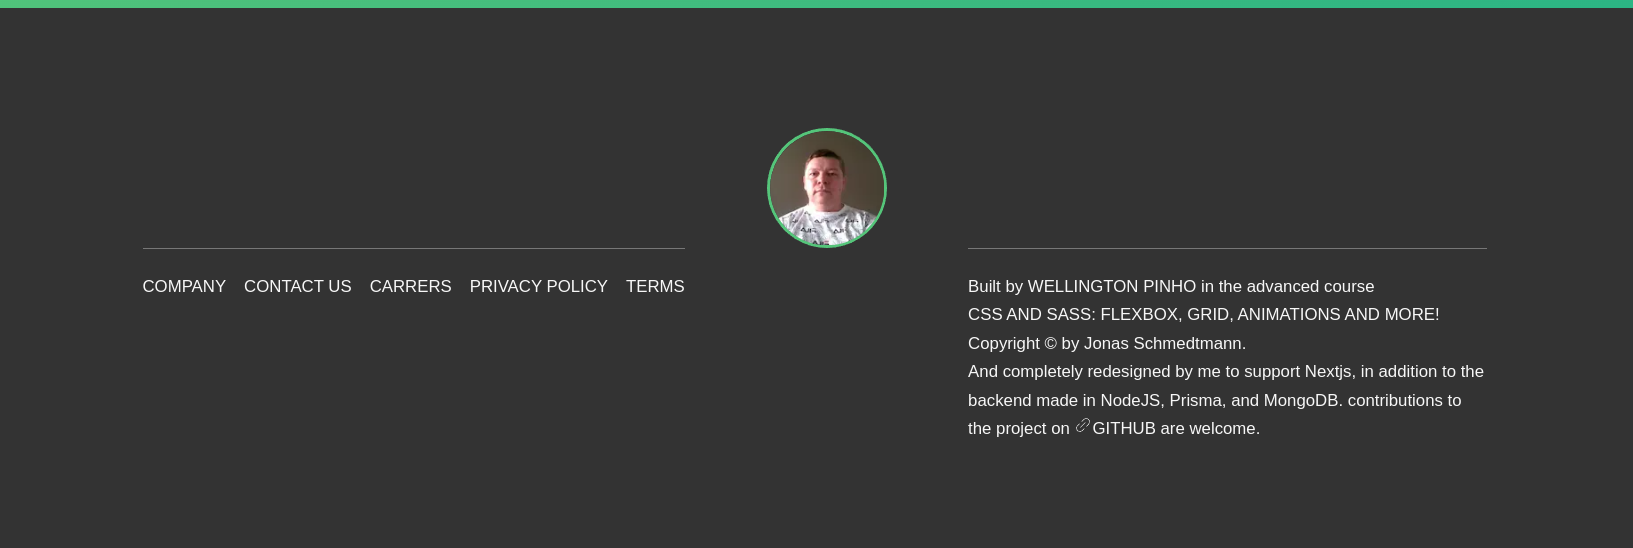 COMPANY CONTACT US CARRERS PRIVACY POLICY TERMS
Built by WELLINGTON PINHO in the advanced course
CSS AND SASS: FLEXBOX, GRID, ANIMATIONS AND MORE!
Copyright © by Jonas Schmedtmann.
And completely redesigned by me to support Nextjs, in addition to the
backend made in NodeJS, Prisma, and MongoDB. contributions to
the project on GITHUB are welcome.